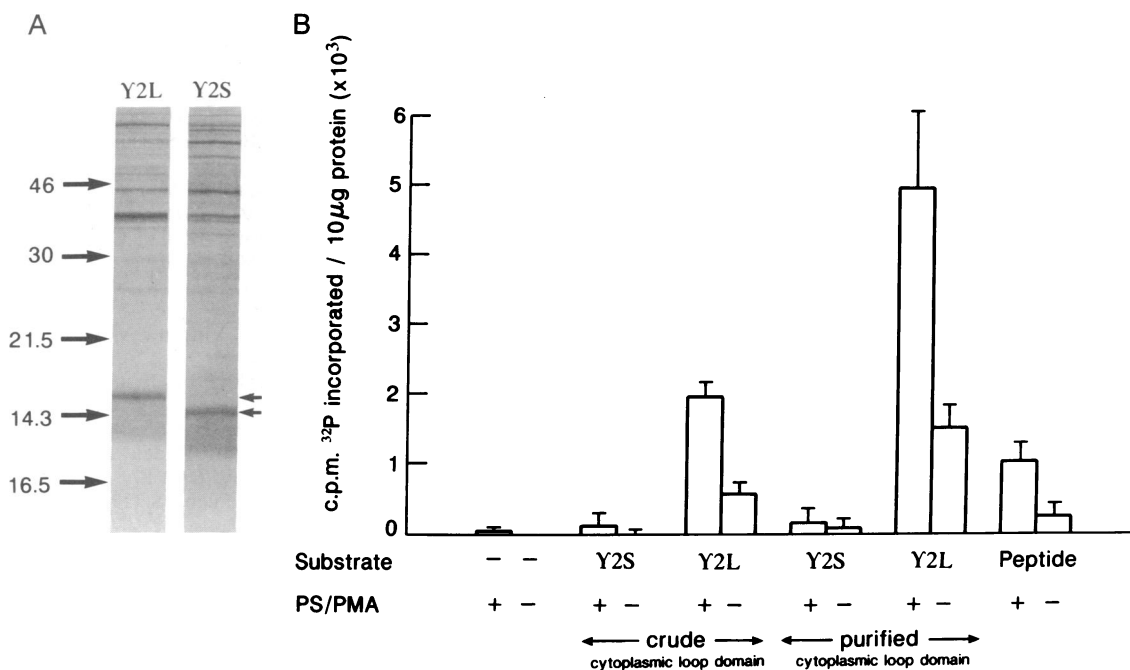 A
Y2L Y2S
46
30
21.5
14.3
16.5
B
c.p.m. ³²P incorporated / 10μg protein (x10³)
6
5
4
3
2
1
0
Substrate − − Y2S Y2L Y2S Y2L Peptide
PS/PMA + − + − + − + − + − + −
crude purified
cytoplasmic loop domain cytoplasmic loop domain